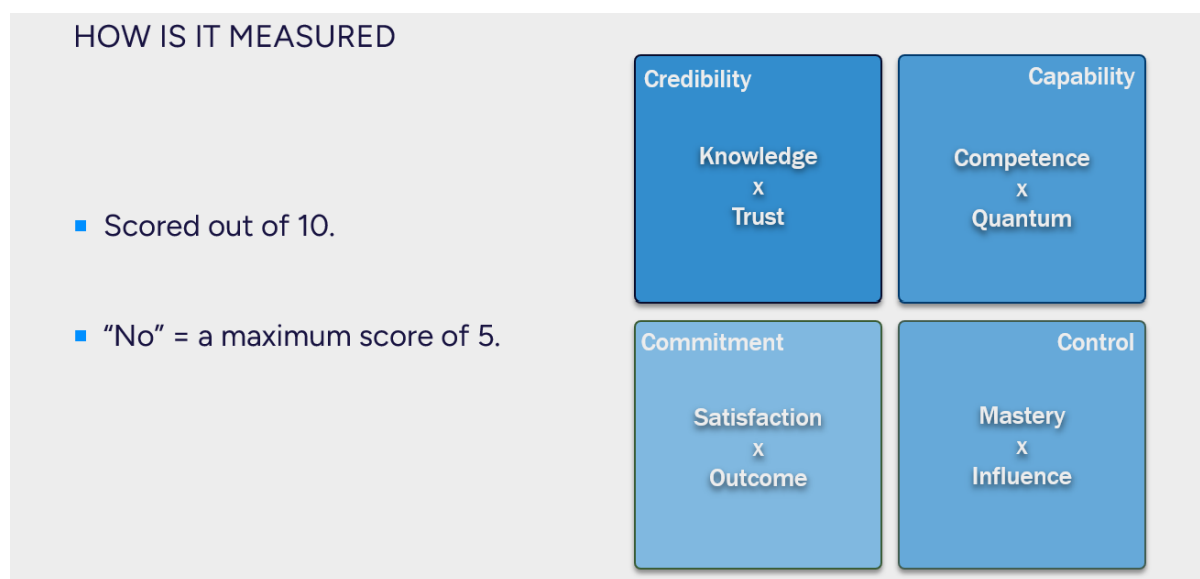 HOW IS IT MEASURED
Scored out of 10.
“No” = a maximum score of 5.
Credibility
Knowledge
x
Trust
Capability
Competence
x
Quantum
Commitment
Satisfaction
x
Outcome
Control
Mastery
x
Influence